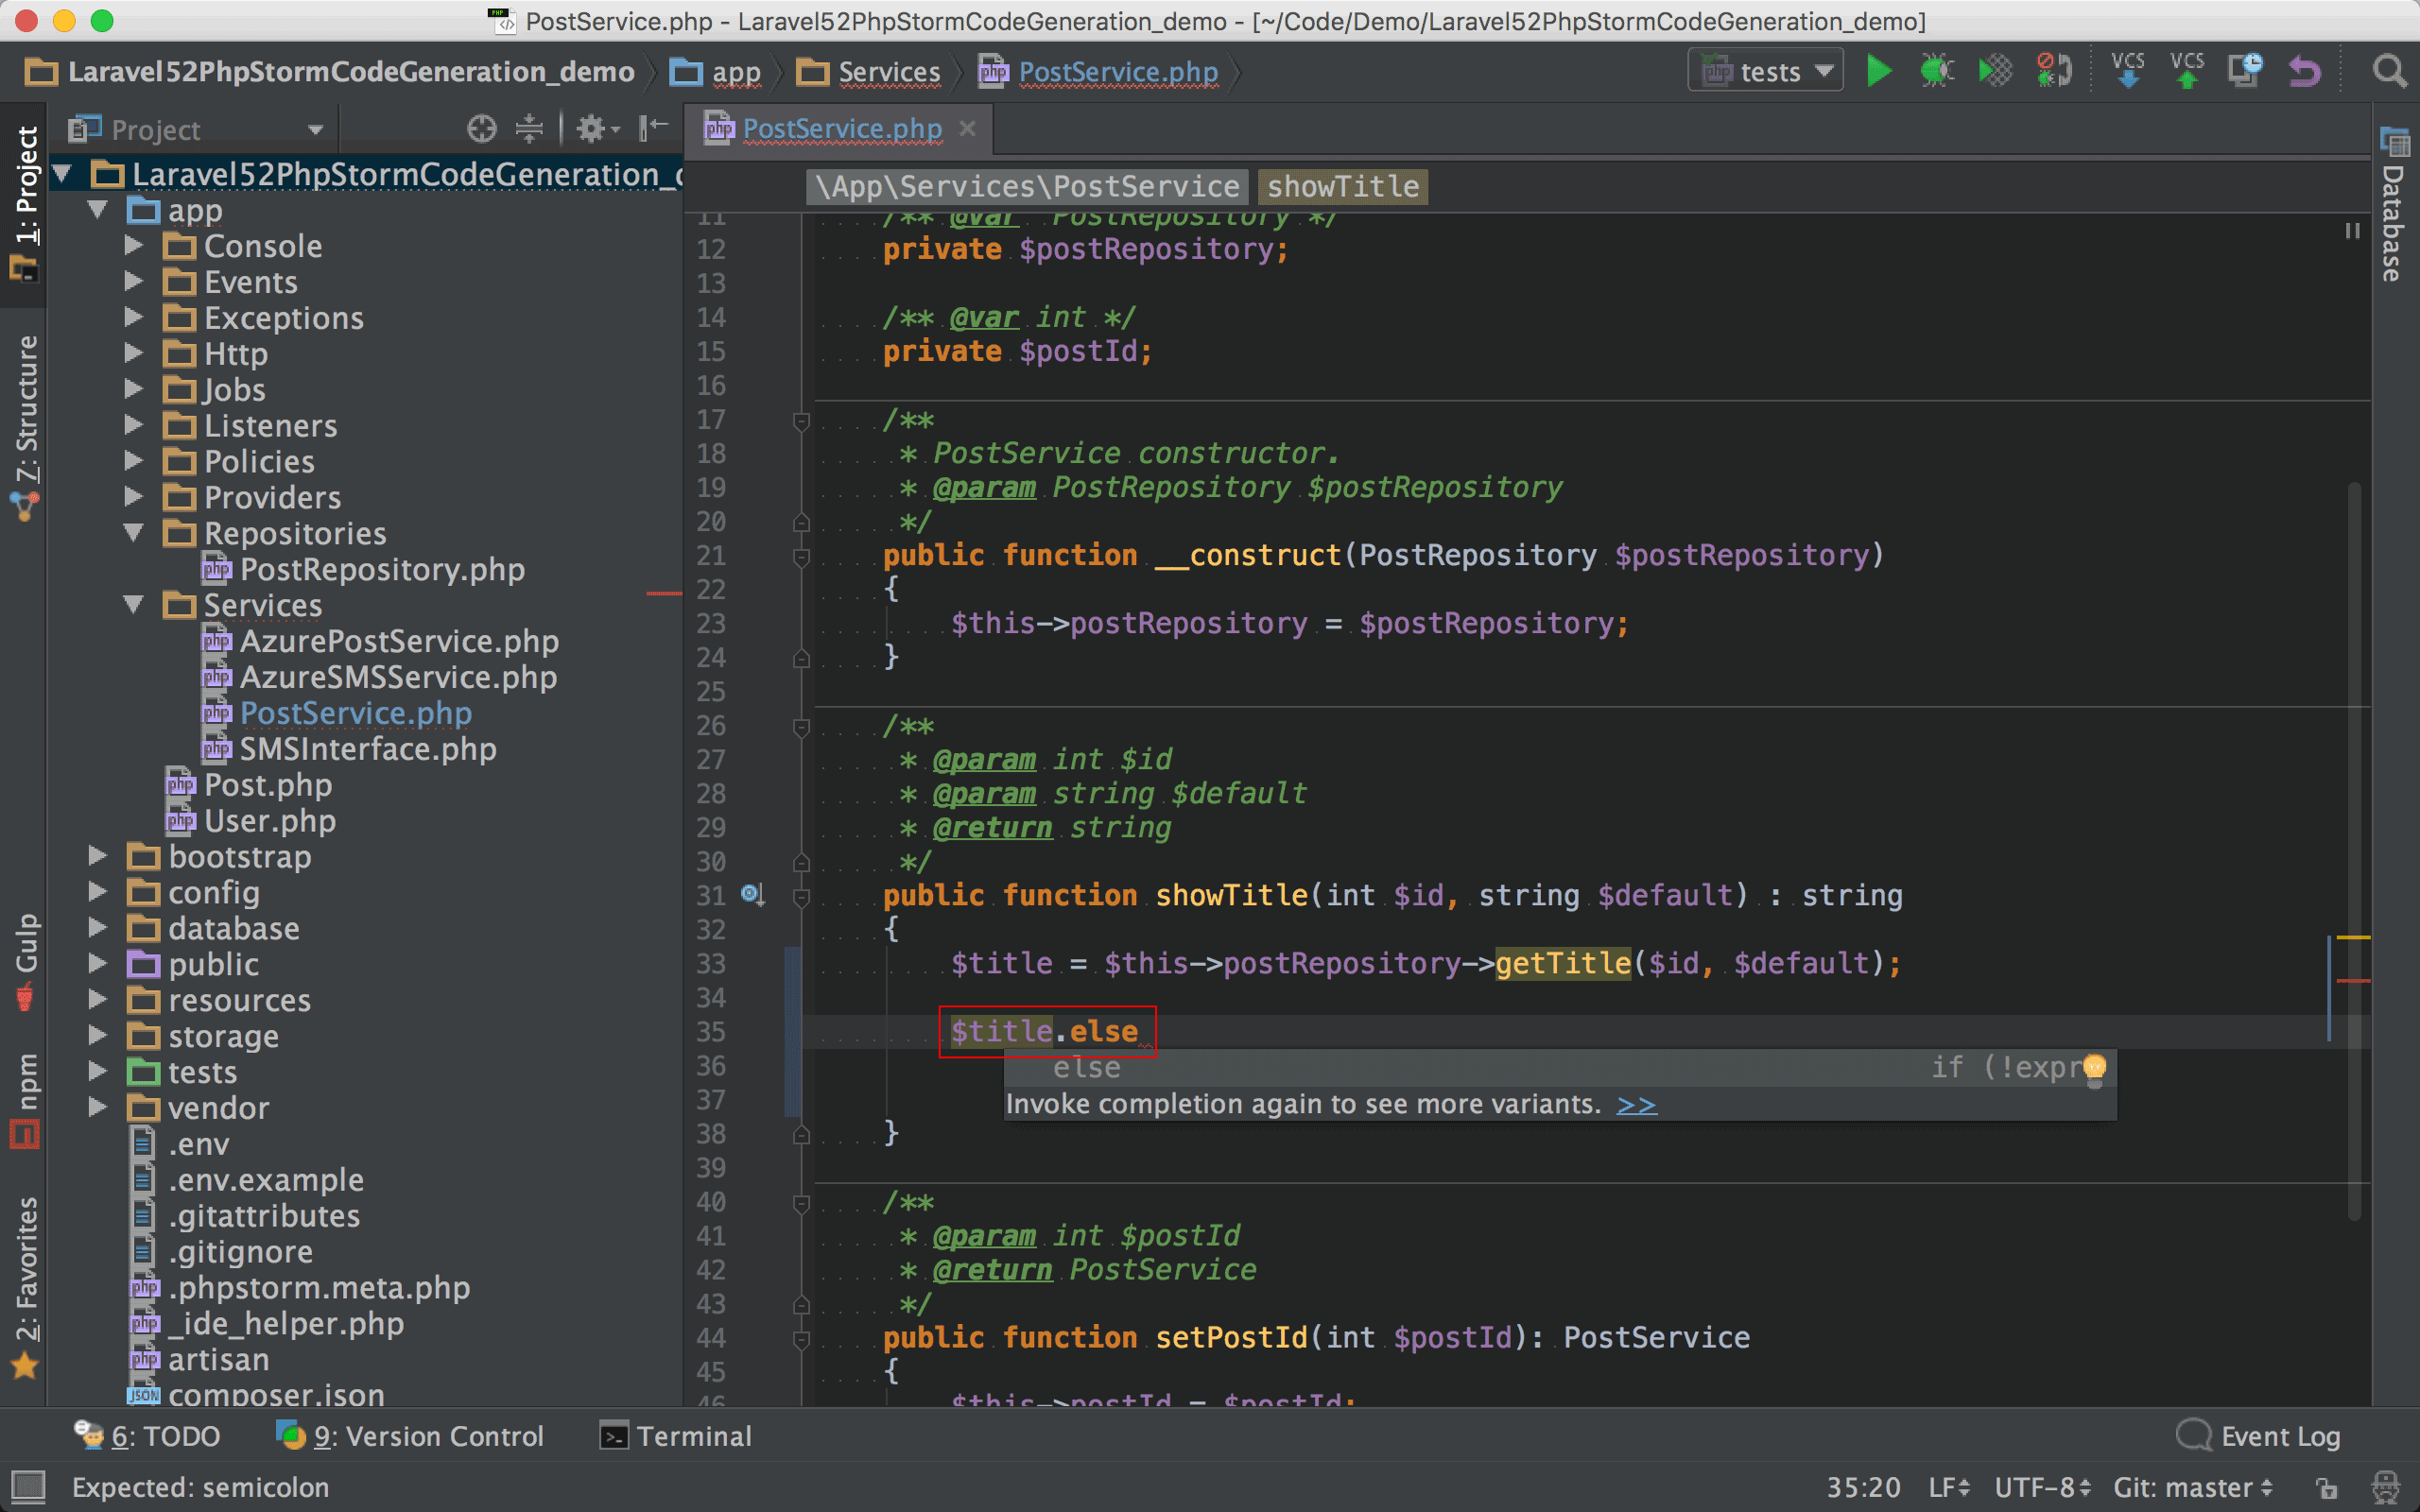 PostService.php - Laravel52PhpStormCodeGeneration_demo - [~/Code/Demo/Laravel52PhpStormCodeGeneration_demo]
Laravel52PhpStormCodeGeneration_demo app Services PostService.php tests VCS VCS
1: Project
7: Structure
Gulp
npm
2: Favorites
Project
Laravel52PhpStormCodeGeneration_
app
Console
Events
Exceptions
Http
Jobs
Listeners
Policies
Providers
Repositories
PostRepository.php
Services
AzurePostService.php
AzureSMSService.php
PostService.php
SMSInterface.php
Post.php
User.php
bootstrap
config
database
public
resources
storage
tests
vendor
.env
.env.example
.gitattributes
.gitignore
.phpstorm.meta.php
_ide_helper.php
artisan
composer.json
PostService.php
\App\Services\PostService showTitle
11 /** @var PostRepository */
12 private $postRepository;
13
14 /** @var int */
15 private $postId;
16
17 /**
18 * PostService constructor.
19 * @param PostRepository $postRepository
20 */
21 public function __construct(PostRepository $postRepository)
22 {
23 $this->postRepository = $postRepository;
24 }
25
26 /**
27 * @param int $id
28 * @param string $default
29 * @return string
30 */
31 public function showTitle(int $id, string $default) : string
32 {
33 $title = $this->postRepository->getTitle($id, $default);
34
35 $title.else
36 else if (!expr
37 Invoke completion again to see more variants. >>
38 }
39
40 /**
41 * @param int $postId
42 * @return PostService
43 */
44 public function setPostId(int $postId): PostService
45 {
46 $this->postId = $postId;
Database
6: TODO 9: Version Control Terminal Event Log
Expected: semicolon 35:20 LF UTF-8 Git: master